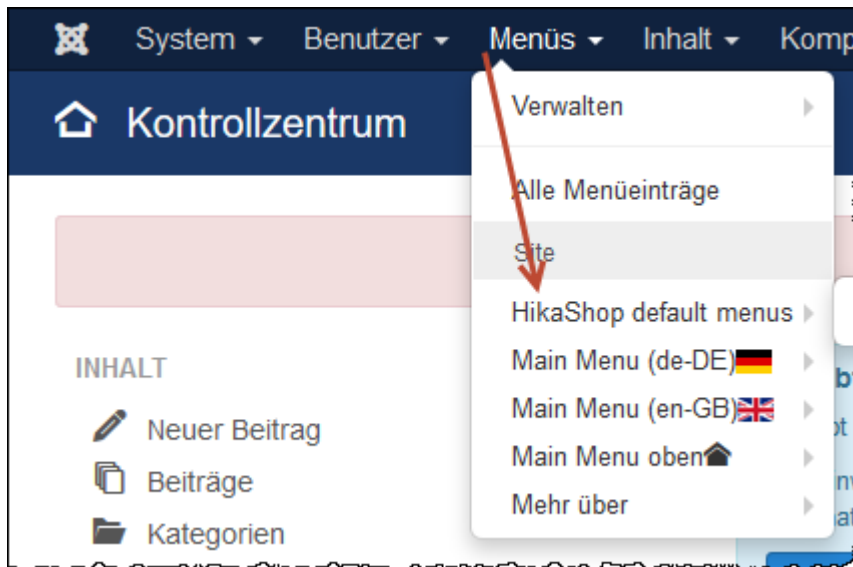 System Benutzer Menüs Inhalt
Kontrollzentrum
Verwalten
Alle Menüeinträge
Site
HikaShop default menus
Main Menu (de-DE)
Main Menu (en-GB)
Main Menu oben
Mehr über
INHALT
Neuer Beitrag
Beiträge
Kategorien